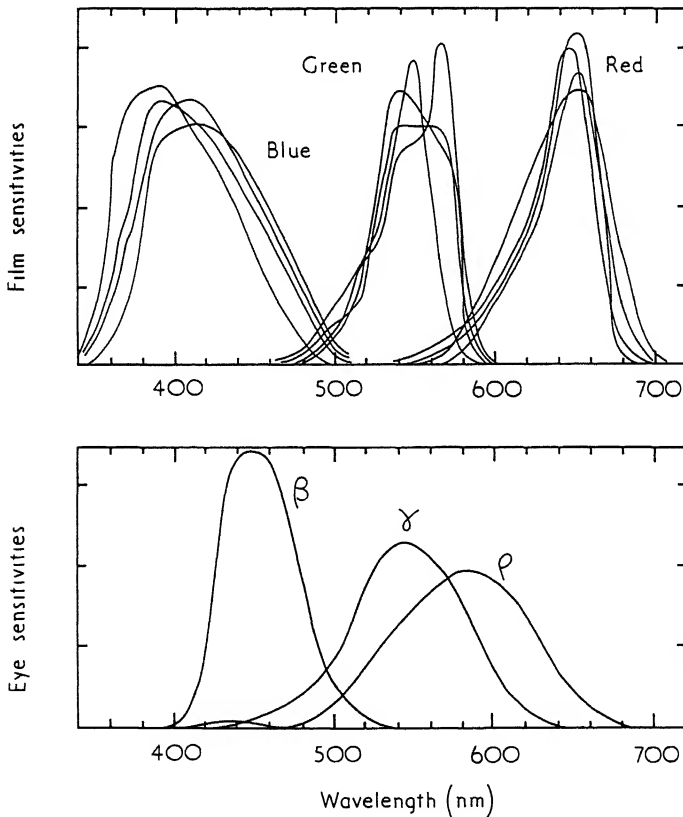 Green
Red
Blue
Film sensitivities
400
500
600
700
β
γ
ρ
Eye sensitivities
400
500
600
700
Wavelength (nm)